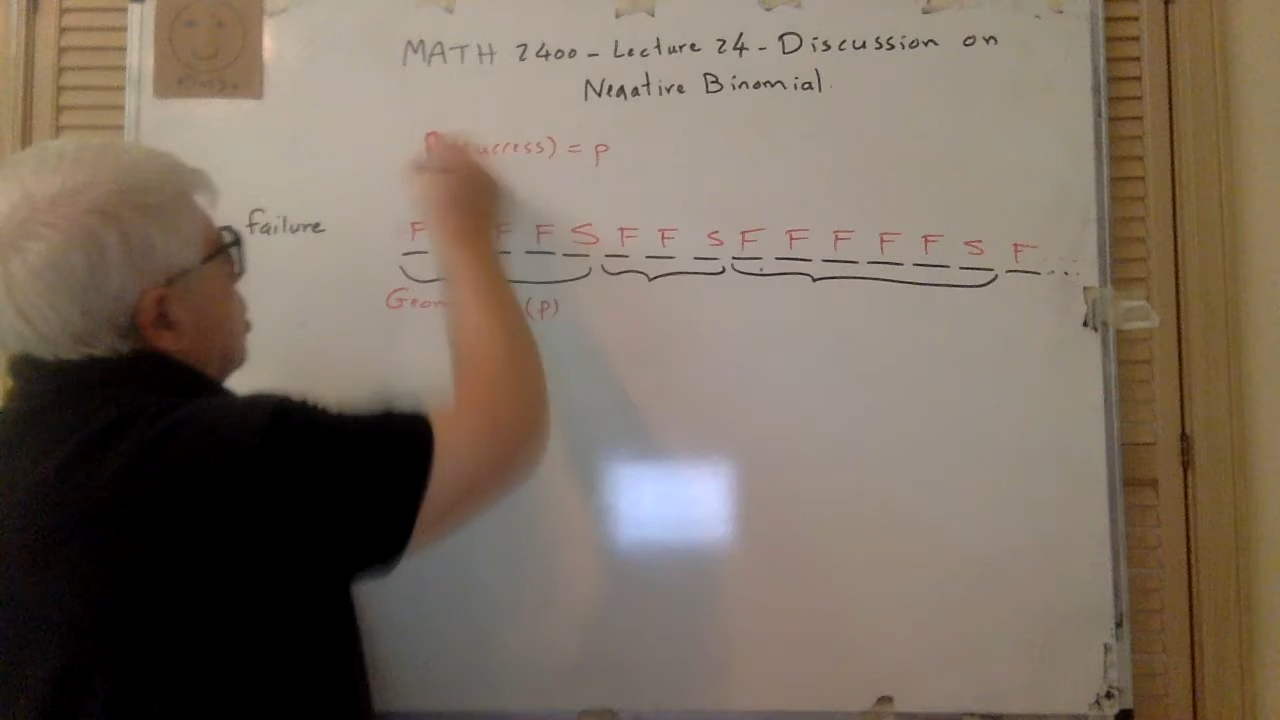 MATH 2400 - Lecture 24 - Discussion on
Negative Binomial.
uccess) = p
failure
F F F S F F S F F F F F S F ...
Geom (p)